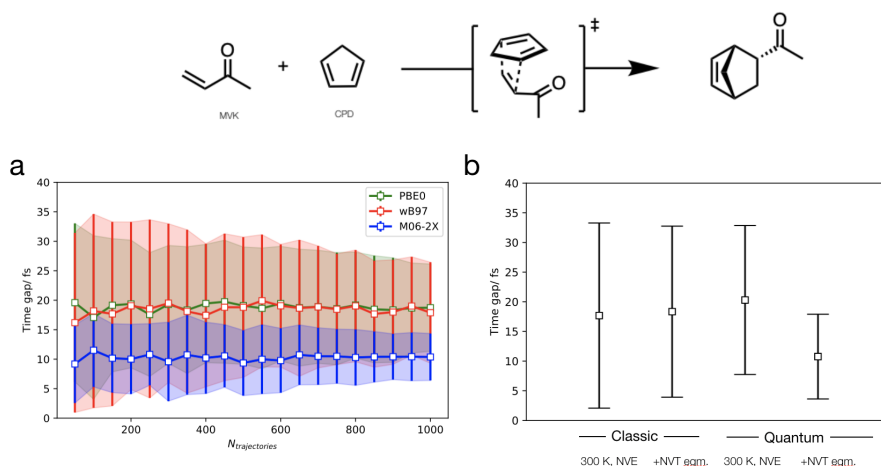 O
O
O
‡
+
MVK
CPD
a
40
35
30
25
20
15
10
5
0
Time gap/ fs
200
400
600
800
1000
N_trajectories
PBE0
wB97
M06-2X
b
40
35
30
25
20
15
10
5
0
Time gap/ fs
Classic
Quantum
300 K, NVE
+NVT eqm.
300 K, NVE
+NVT eqm.